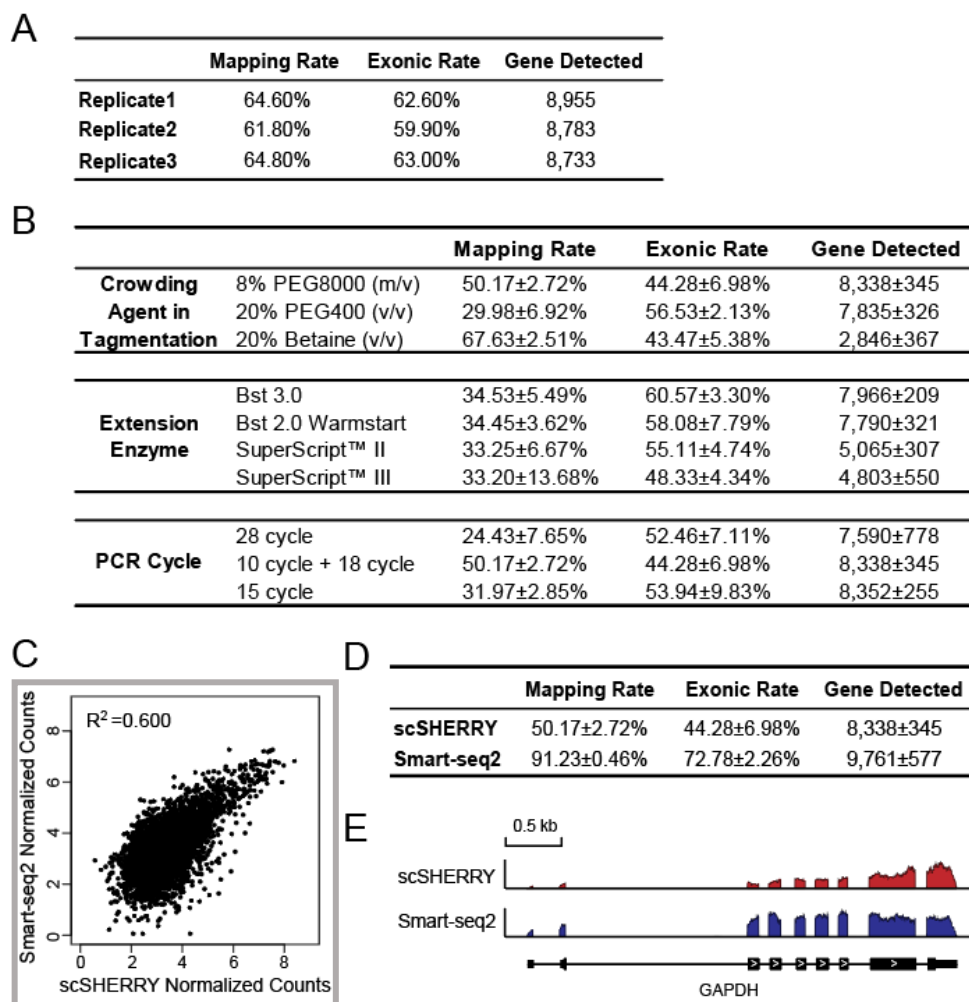 A
Mapping Rate Exonic Rate Gene Detected
Replicate1 64.60% 62.60% 8,955
Replicate2 61.80% 59.90% 8,783
Replicate3 64.80% 63.00% 8,733
B
Mapping Rate Exonic Rate Gene Detected
Crowding 8% PEG8000 (m/v) 50.17±2.72% 44.28±6.98% 8,338±345
Agent in 20% PEG400 (v/v) 29.98±6.92% 56.53±2.13% 7,835±326
Tagmentation 20% Betaine (v/v) 67.63±2.51% 43.47±5.38% 2,846±367
Bst 3.0 34.53±5.49% 60.57±3.30% 7,966±209
Extension Bst 2.0 Warmstart 34.45±3.62% 58.08±7.79% 7,790±321
Enzyme SuperScript™ II 33.25±6.67% 55.11±4.74% 5,065±307
SuperScript™ III 33.20±13.68% 48.33±4.34% 4,803±550
28 cycle 24.43±7.65% 52.46±7.11% 7,590±778
PCR Cycle 10 cycle + 18 cycle 50.17±2.72% 44.28±6.98% 8,338±345
15 cycle 31.97±2.85% 53.94±9.83% 8,352±255
C
R² =0.600
Smart-seq2 Normalized Counts
8
6
4
2
0
0 2 4 6 8
scSHERRY Normalized Counts
D
Mapping Rate Exonic Rate Gene Detected
scSHERRY 50.17±2.72% 44.28±6.98% 8,338±345
Smart-seq2 91.23±0.46% 72.78±2.26% 9,761±577
E
0.5 kb
scSHERRY
Smart-seq2
GAPDH